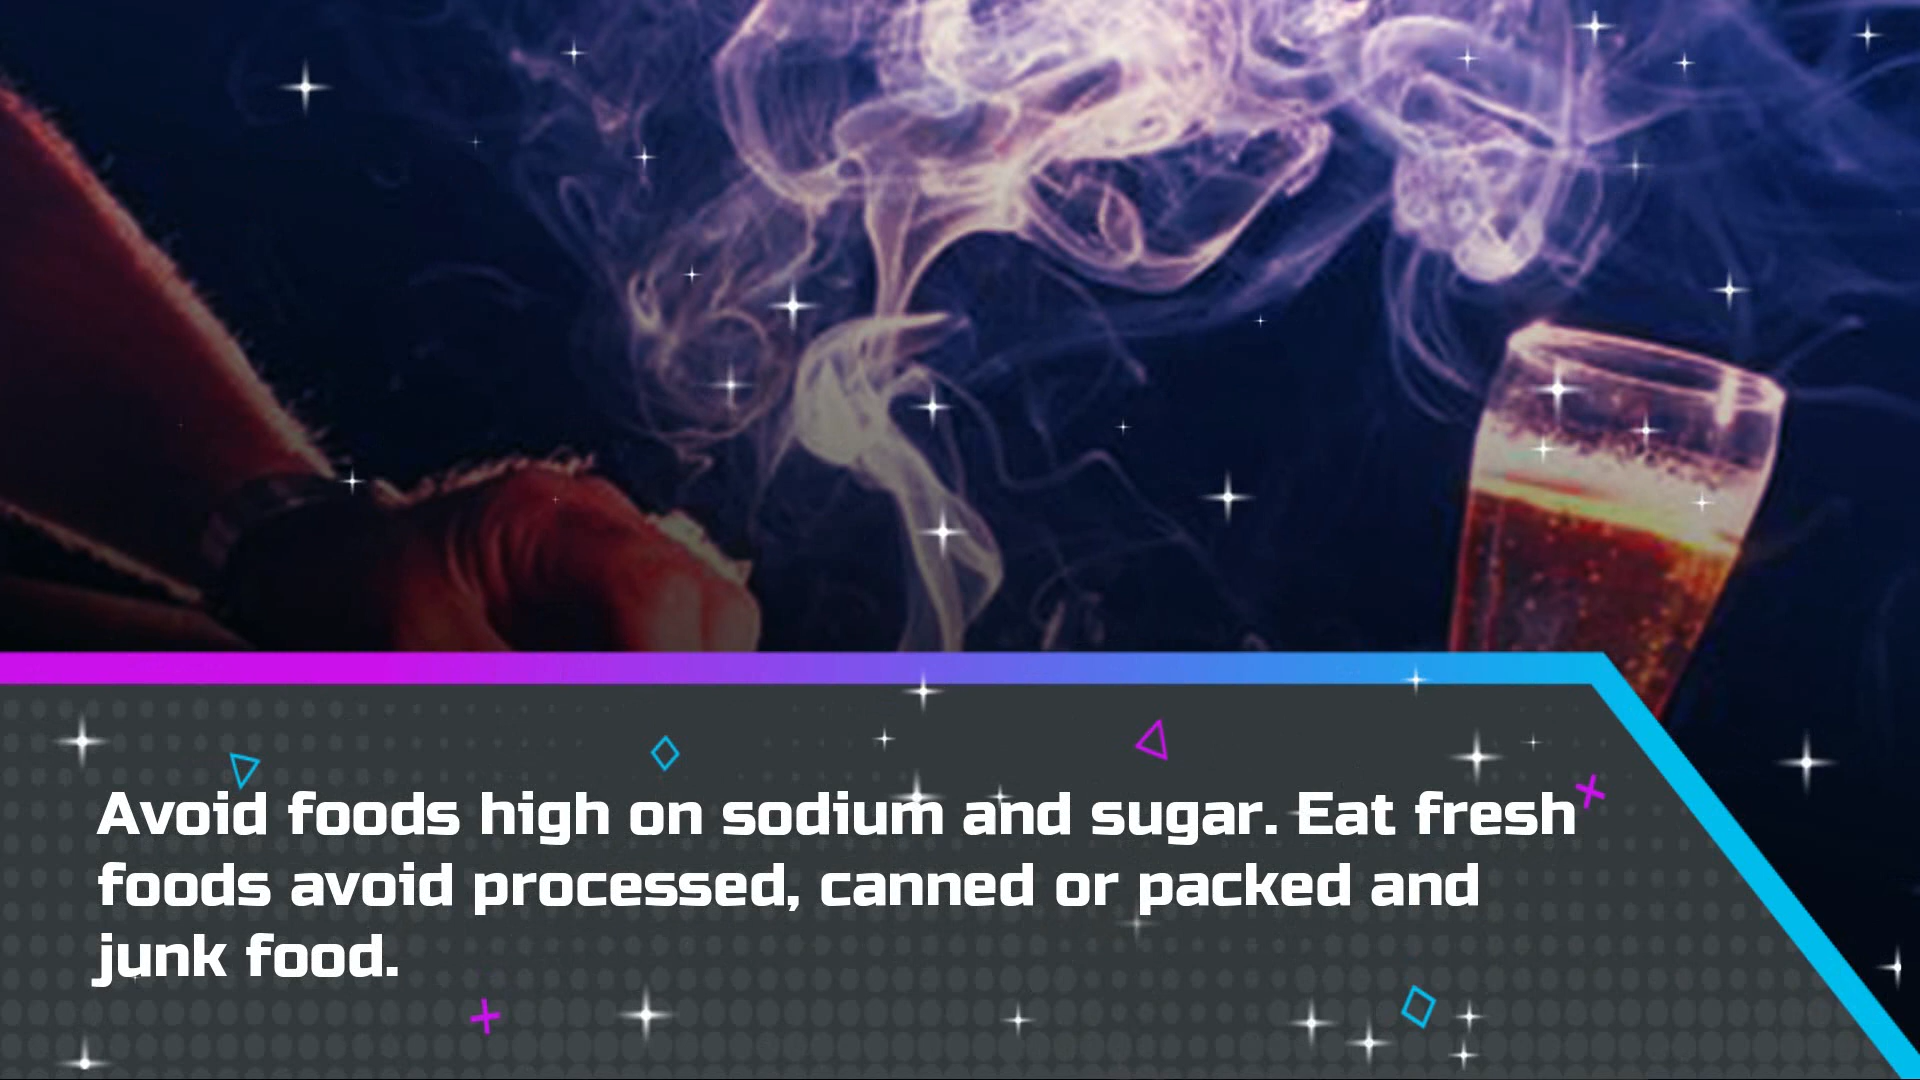 Avoid foods high on sodium and sugar. Eat fresh
foods avoid processed, canned or packed and
junk food.